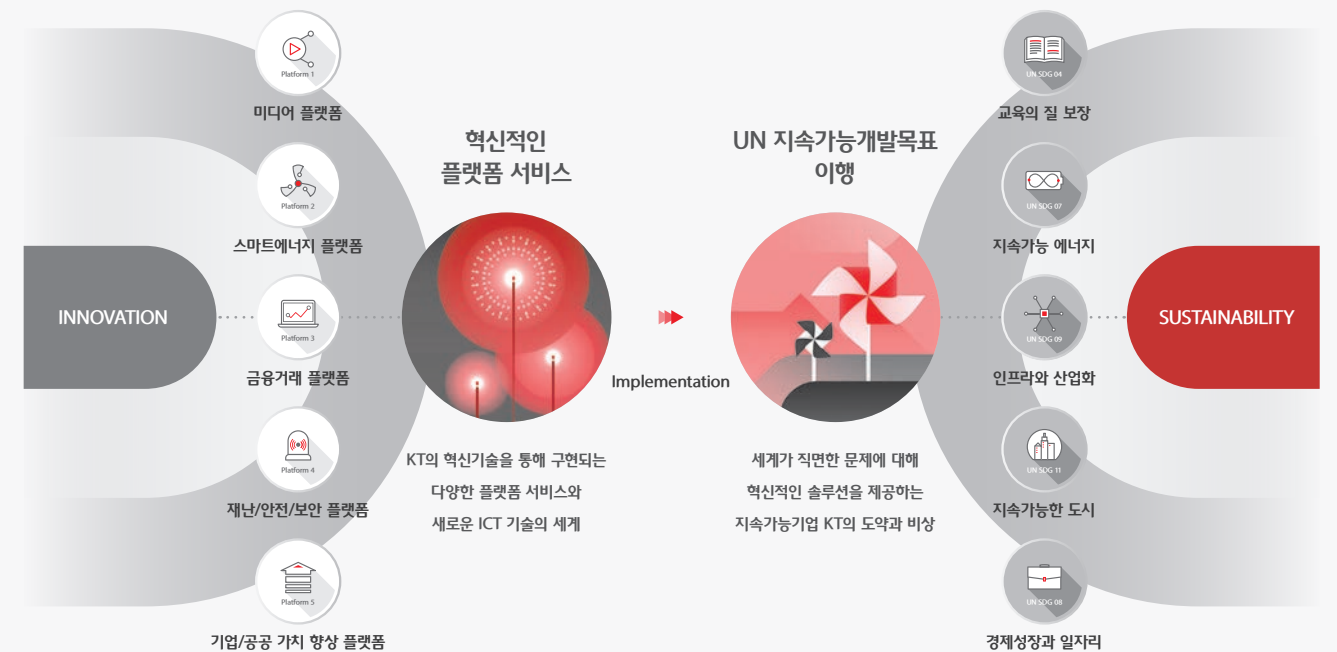 INNOVATION
Platform 1
미디어 플랫폼
Platform 2
스마트에너지 플랫폼
Platform 3
금융거래 플랫폼
Platform 4
재난/안전/보안 플랫폼
Platform 5
기업/공공 가치 향상 플랫폼
혁신적인
플랫폼 서비스
KT의 혁신기술을 통해 구현되는
다양한 플랫폼 서비스와
새로운 ICT 기술의 세계
Implementation
UN 지속가능개발목표
이행
세계가 직면한 문제에 대해
혁신적인 솔루션을 제공하는
지속가능기업 KT의 도약과 비상
UN SDG 04
교육의 질 보장
UN SDG 07
지속가능 에너지
UN SDG 09
인프라와 산업화
UN SDG 11
지속가능한 도시
UN SDG 08
경제성장과 일자리
SUSTAINABILITY